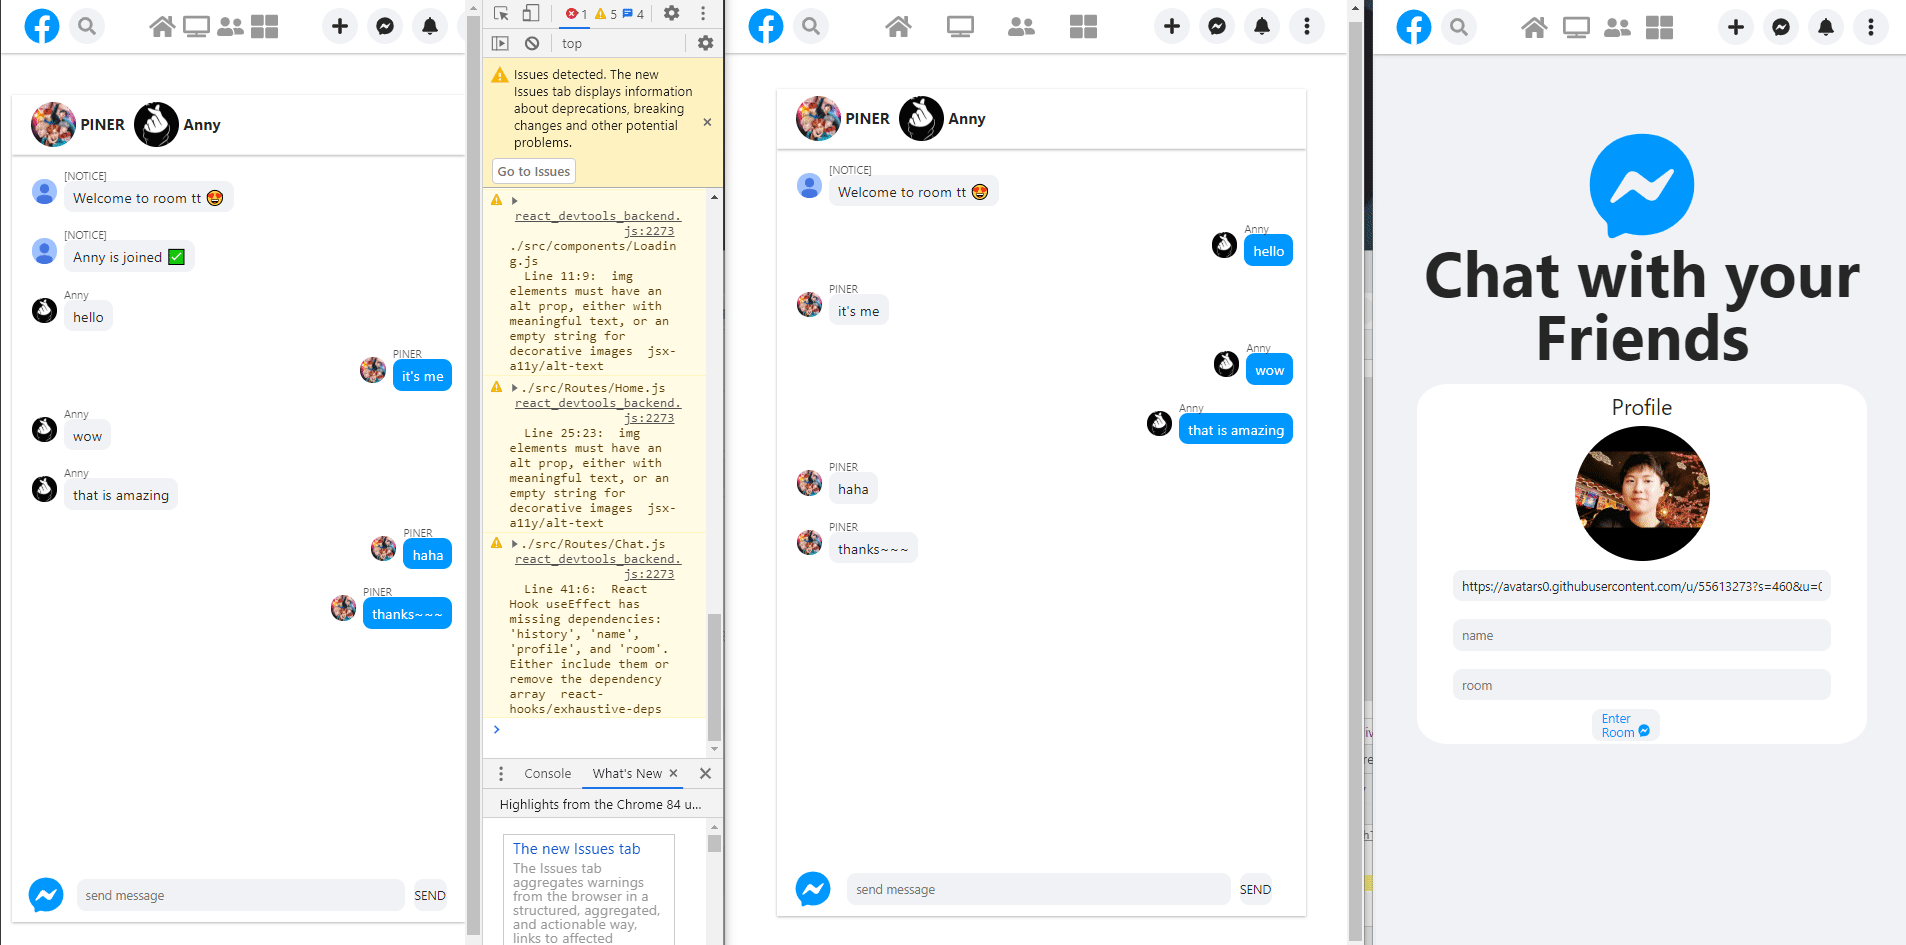 PINER Anny
[NOTICE]
Welcome to room tt
[NOTICE]
Anny is joined
Anny
hello
PINER
it's me
Anny
wow
Anny
that is amazing
PINER
haha
PINER
thanks~~~
send message SEND
1 5 4
top
Issues detected. The new
Issues tab displays information
about deprecations, breaking
changes and other potential
problems.
Go to Issues
react_devtools_backend.
js:2273
./src/components/Loadin
g.js
Line 11:9: img
elements must have an
alt prop, either with
meaningful text, or an
empty string for
decorative images jsx-
a11y/alt-text
./src/Routes/Home.js
react_devtools_backend.
js:2273
Line 25:23: img
elements must have an
alt prop, either with
meaningful text, or an
empty string for
decorative images jsx-
a11y/alt-text
./src/Routes/Chat.js
react_devtools_backend.
js:2273
Line 41:6: React
Hook useEffect has
missing dependencies:
'history', 'name',
'profile', and 'room'.
Either include them or
remove the dependency
array react-
hooks/exhaustive-deps
Console What's New
Highlights from the Chrome 84 u...
The new Issues tab
The Issues tab
aggregates warnings
from the browser in a
structured, aggregated,
and actionable way,
links to affected
PINER Anny
[NOTICE]
Welcome to room tt
Anny
hello
PINER
it's me
Anny
wow
Anny
that is amazing
PINER
haha
PINER
thanks~~~
send message SEND
Chat with your
Friends
Profile
https://avatars0.githubusercontent.com/u/55613273?s=460&u=
name
room
Enter
Room